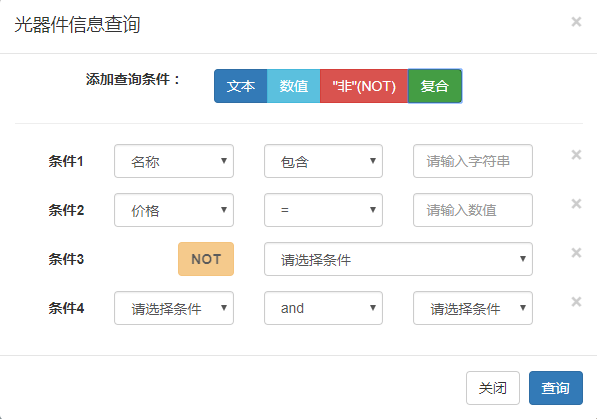 光器件信息查询 ×
添加查询条件： 文本 数值 "非"(NOT) 复合
条件1 名称 包含 请输入字符串 ×
条件2 价格 = 请输入数值 ×
条件3 NOT 请选择条件 ×
条件4 请选择条件 and 请选择条件 ×
关闭 查询